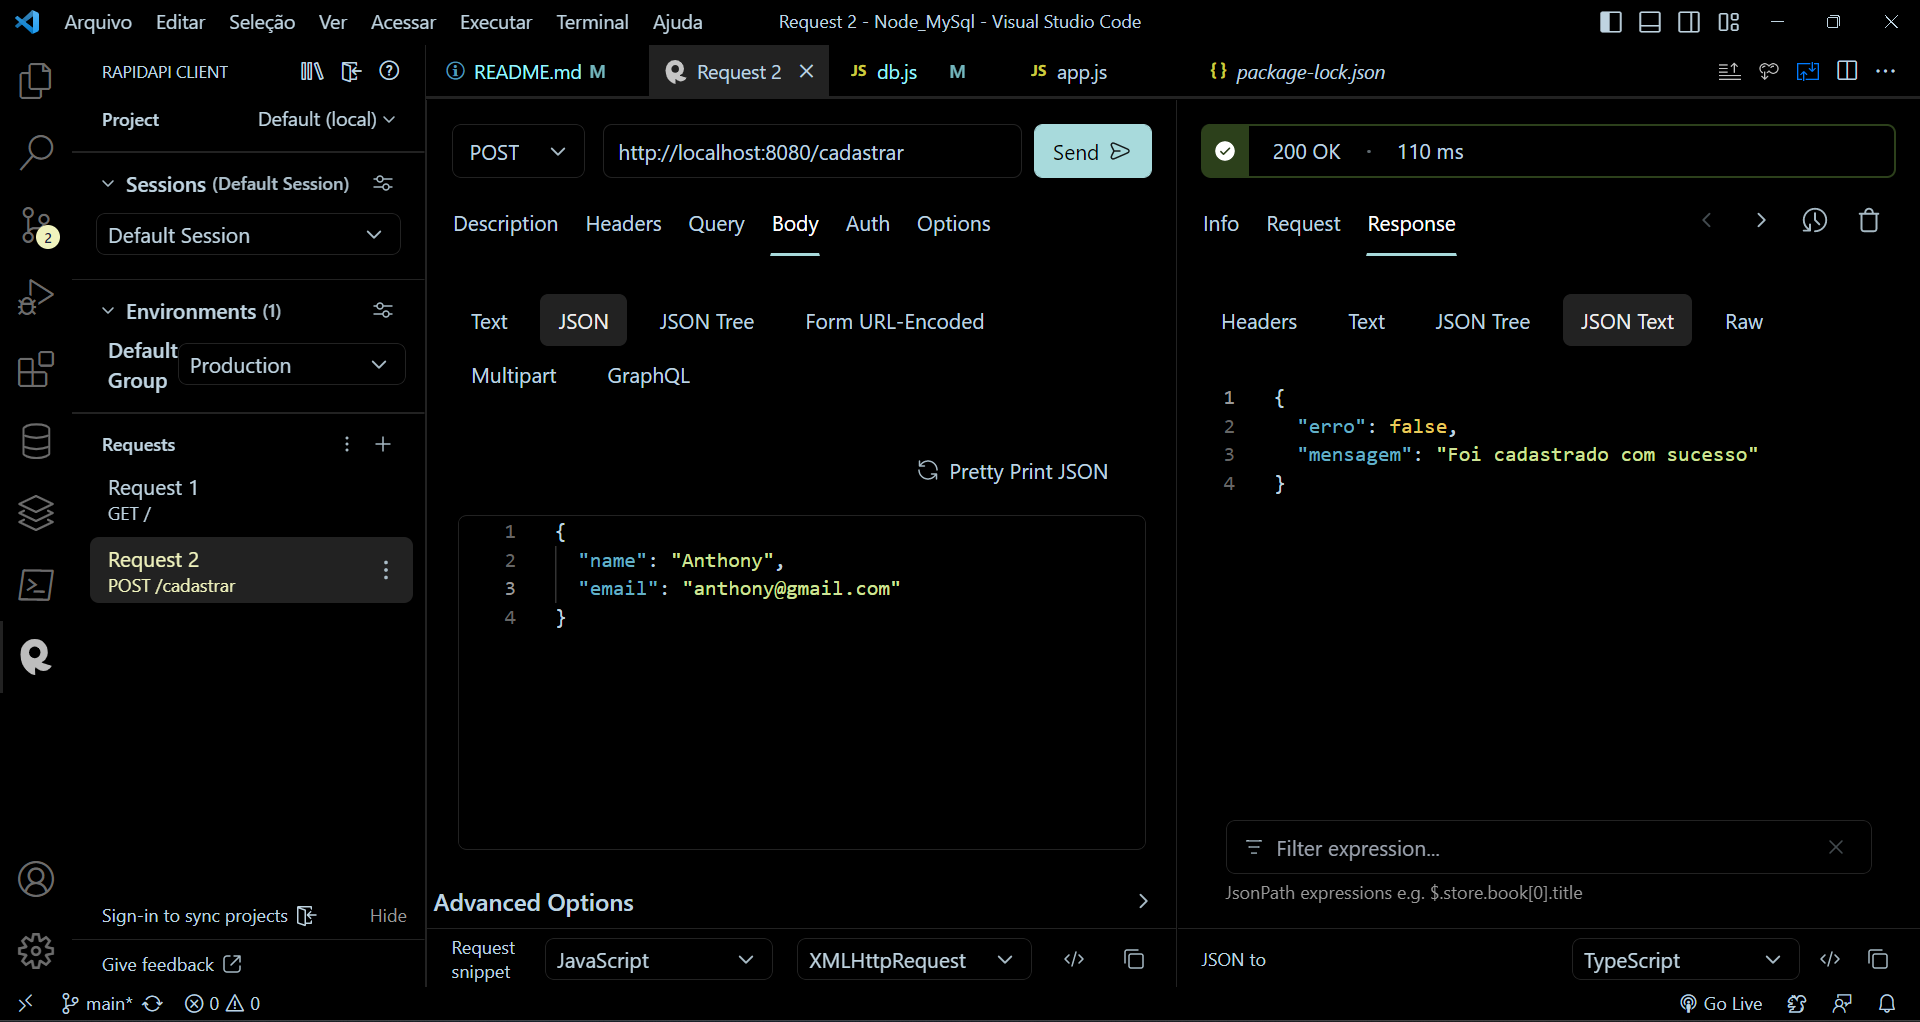 Arquivo Editar Seleção Ver Acessar Executar Terminal Ajuda Request 2 - Node_MySql - Visual Studio Code
RAPIDAPI CLIENT
README.md M Request 2 JS db.js M JS app.js {} package-lock.json
Project Default (local)
Sessions (Default Session)
Default Session
2
Environments (1)
Default Group Production
Requests
Request 1
GET /
Request 2
POST /cadastrar
Sign-in to sync projects Hide
Give feedback
POST http://localhost:8080/cadastrar Send
Description Headers Query Body Auth Options
Text JSON JSON Tree Form URL-Encoded
Multipart GraphQL
Pretty Print JSON
1 {
2 "name": "Anthony",
3 "email": "anthony@gmail.com"
4 }
Advanced Options
Request snippet JavaScript XMLHttpRequest
200 OK · 110 ms
Info Request Response
Headers Text JSON Tree JSON Text Raw
1 {
2 "erro": false,
3 "mensagem": "Foi cadastrado com sucesso"
4 }
Filter expression...
JsonPath expressions e.g. $.store.book[0].title
JSON to TypeScript
main* 0 0 Go Live